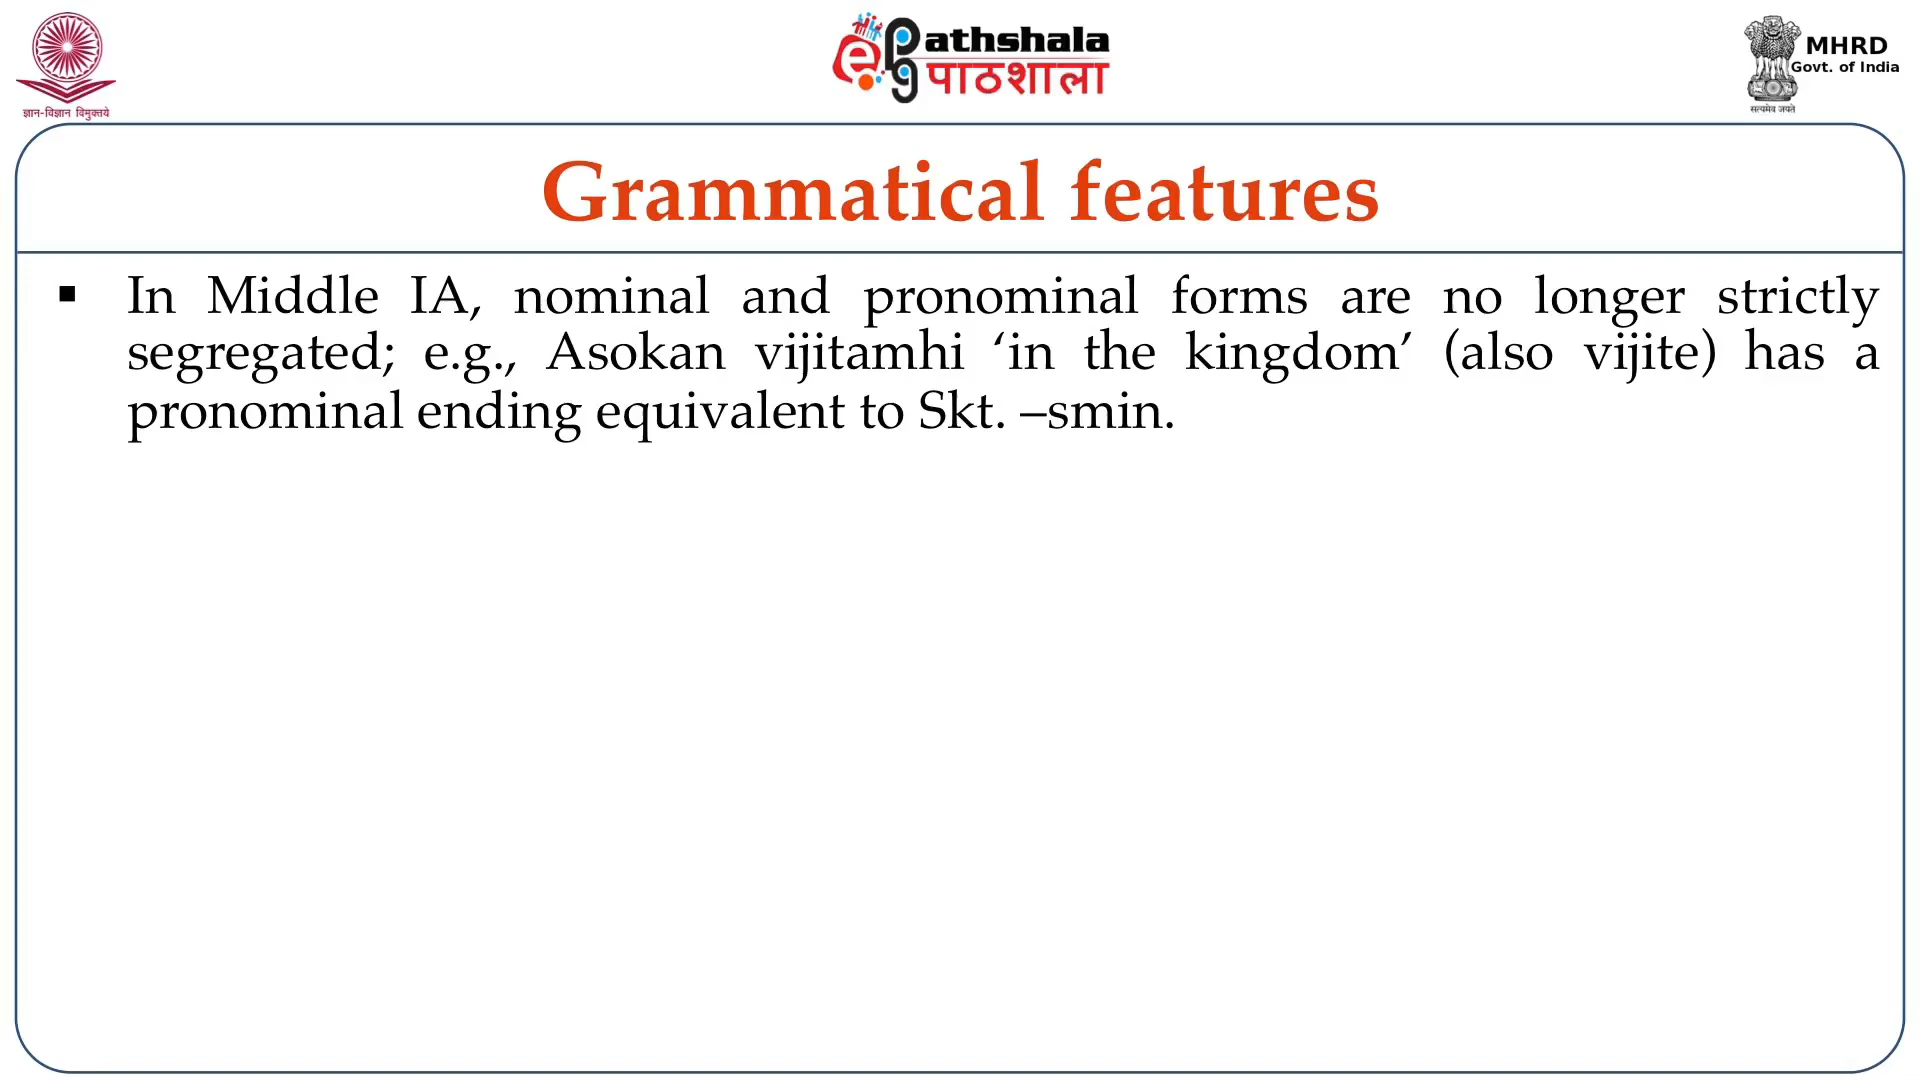 ज्ञान-विज्ञान विमुक्तये
e Pathshala
पाठशाला
MHRD
Govt. of India
सत्यमेव जयते
Grammatical features
▪ In Middle IA, nominal and pronominal forms are no longer strictly
segregated; e.g., Asokan vijitamhi ‘in the kingdom’ (also vijite) has a
pronominal ending equivalent to Skt. –smin.